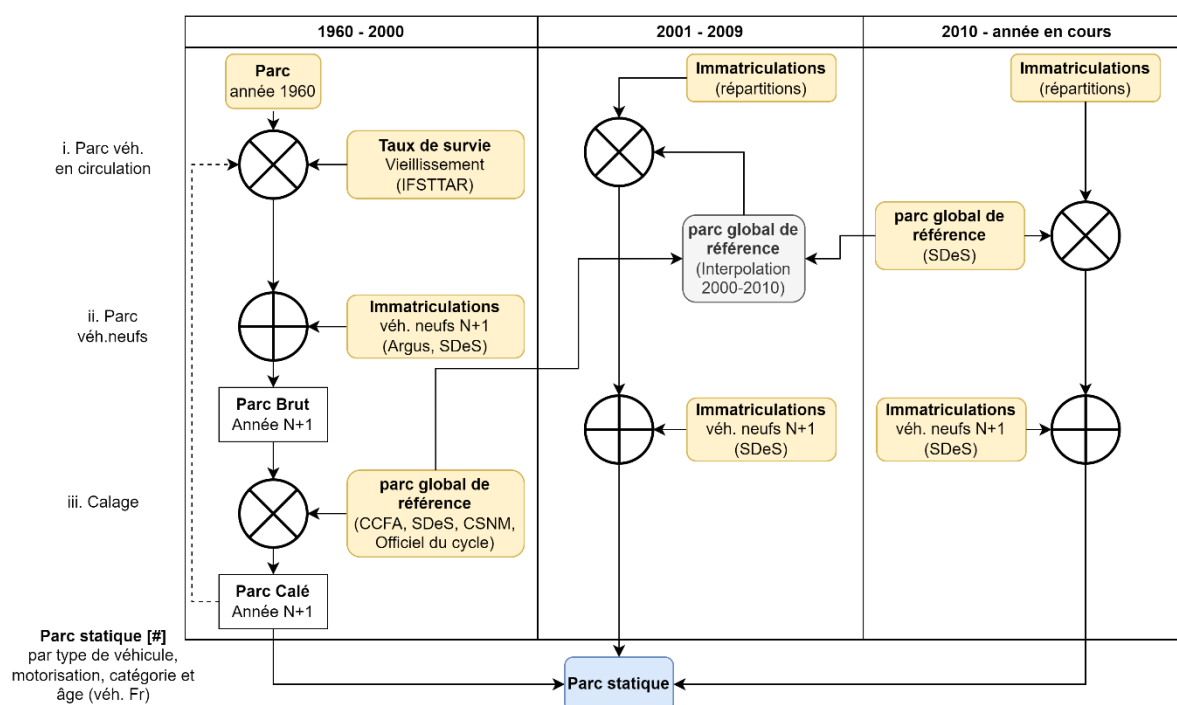 1960 - 2000
2001 - 2009
2010 - année en cours
Parc
année 1960
Immatriculations
(répartitions)
Immatriculations
(répartitions)
i. Parc véh.
en circulation
Taux de survie
Vieillissement
(IFSTTAR)
parc global de
référence
(Interpolation
2000-2010)
parc global de
référence
(SDeS)
ii. Parc
véh.neufs
Immatriculations
véh. neufs N+1
(Argus, SDeS)
Parc Brut
Année N+1
Immatriculations
véh. neufs N+1
(SDeS)
Immatriculations
véh. neufs N+1
(SDeS)
iii. Calage
parc global de
référence
(CCFA, SDeS, CSNM,
Officiel du cycle)
Parc Calé
Année N+1
Parc statique [#]
par type de véhicule,
motorisation, catégorie et
âge (véh. Fr)
Parc statique